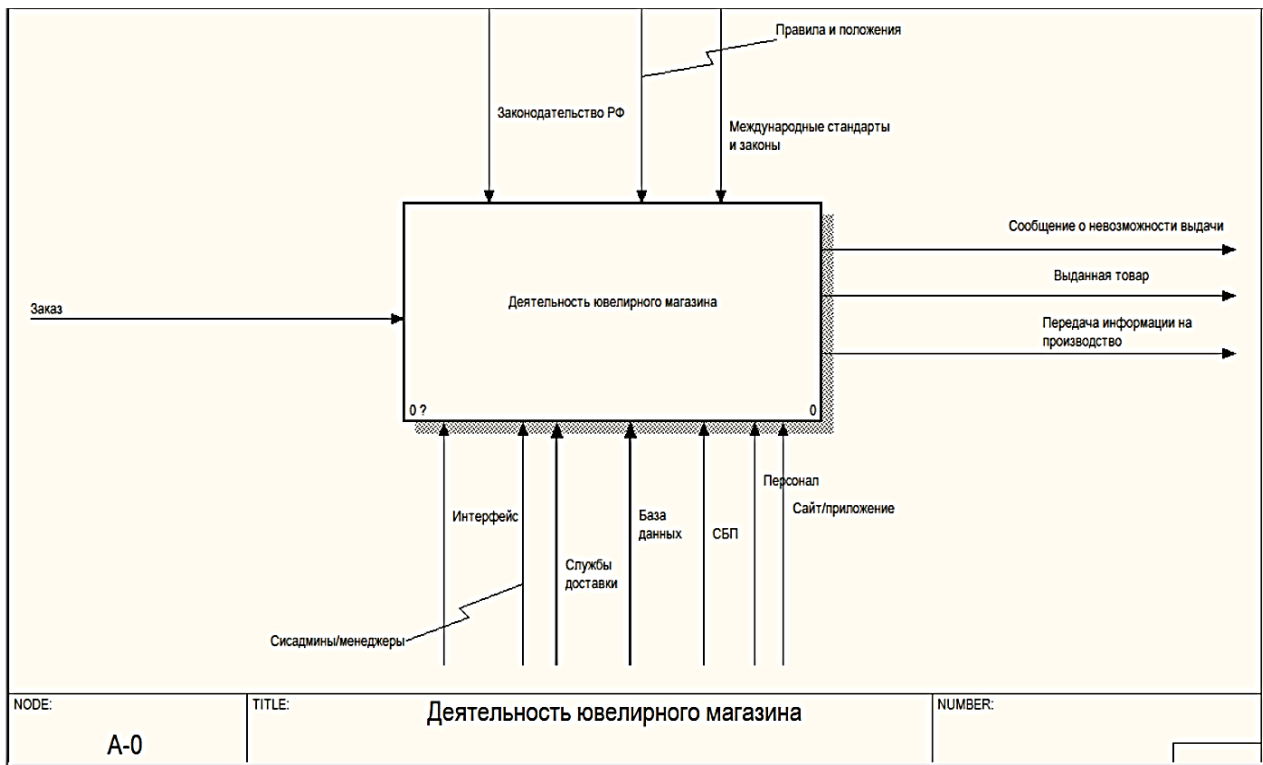 Правила и положения
Законодательство РФ
Международные стандарты
и законы
Сообщение о невозможности выдачи
Выданная товар
Заказ
Деятельность ювелирного магазина
Передача информации на
производство
0 ?
0
Персонал
Интерфейс
База
данных
СБП
Сайт/приложение
Службы
доставки
Сисадмины/менеджеры
NODE:
TITLE:
Деятельность ювелирного магазина
NUMBER:
A-0